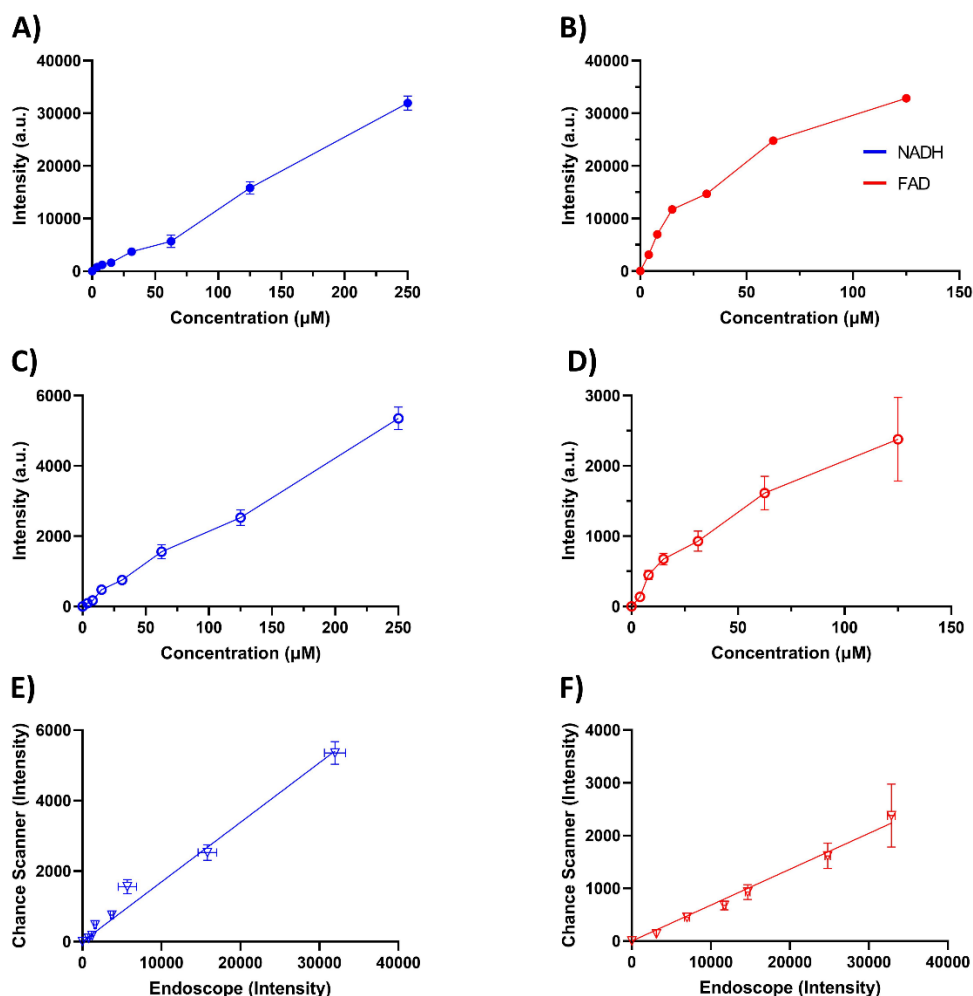 A)
B)
40000
30000
20000
10000
0
Intensity (a.u.)
0
50
100
150
200
250
Concentration (µM)
40000
30000
20000
10000
0
Intensity (a.u.)
NADH
FAD
0
50
100
150
Concentration (µM)
C)
D)
6000
4000
2000
0
Intensity (a.u.)
0
50
100
150
200
250
Concentration (µM)
3000
2000
1000
0
Intensity (a.u.)
0
50
100
150
Concentration (µM)
E)
F)
6000
4000
2000
0
Chance Scanner (Intensity)
0
10000
20000
30000
40000
Endoscope (Intensity)
4000
3000
2000
1000
0
Chance Scanner (Intensity)
0
10000
20000
30000
40000
Endoscope (Intensity)